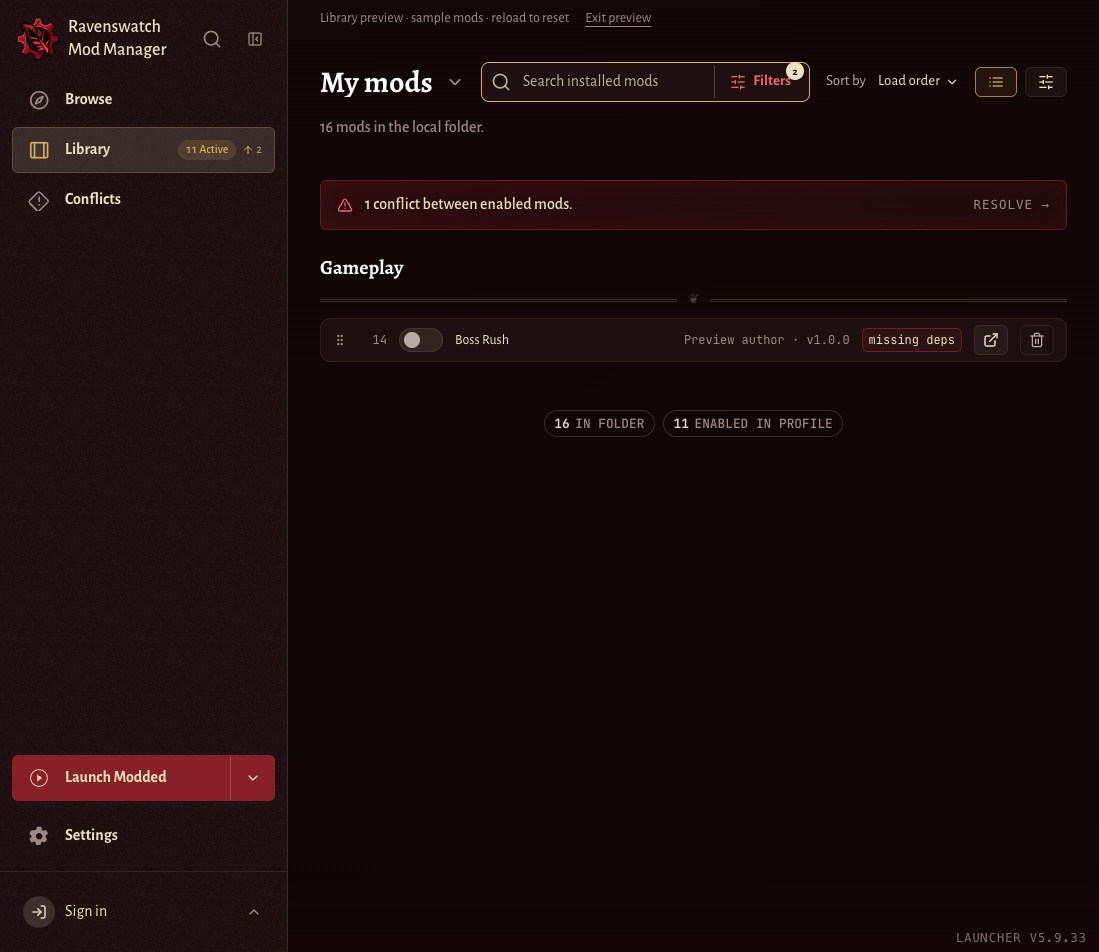 Ravenswatch
Mod Manager
Browse
Library
11 Active
↑ 2
Conflicts
Launch Modded
Settings
Sign in
Library preview · sample mods · reload to reset
Exit preview
My mods
Search installed mods
Filters
2
Sort by
Load order
16 mods in the local folder.
1 conflict between enabled mods.
RESOLVE →
Gameplay
14
Boss Rush
Preview author · v1.0.0
missing deps
16 IN FOLDER
11 ENABLED IN PROFILE
LAUNCHER V5.9.33